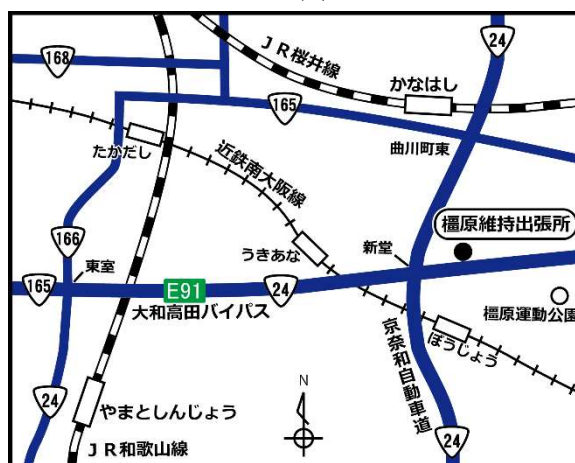 24
168
JR桜井線
かなはし
165
曲川町東
たかだし
近鉄南大阪線
橿原維持出張所
166
うきあな
新堂
東室
165
E91
24
大和高田バイパス
橿原運動公園
ぼうじょう
京奈和自動車道
N
24
やまとしんじょう
JR和歌山線
24